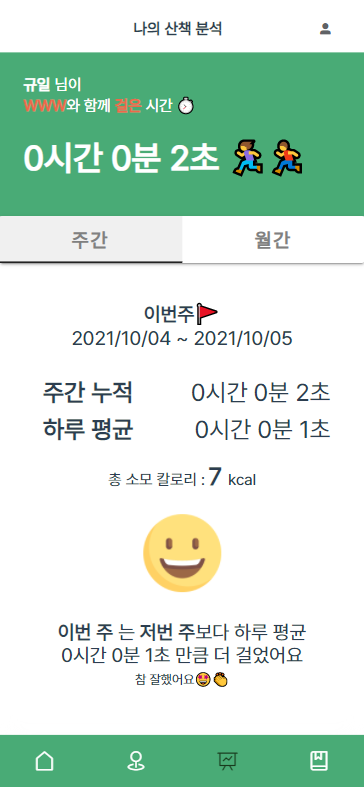 나의 산책 분석
규일 님이
WWW와 함께 걸은 시간 ⏱
0시간 0분 2초 🏃‍♀️🏃
주간 월간
이번주🚩
2021/10/04 ~ 2021/10/05
주간 누적 0시간 0분 2초
하루 평균 0시간 0분 1초
총 소모 칼로리 : 7 kcal
이번 주 는 저번 주보다 하루 평균
0시간 0분 1초 만큼 더 걸었어요
참 잘했어요🤩👏